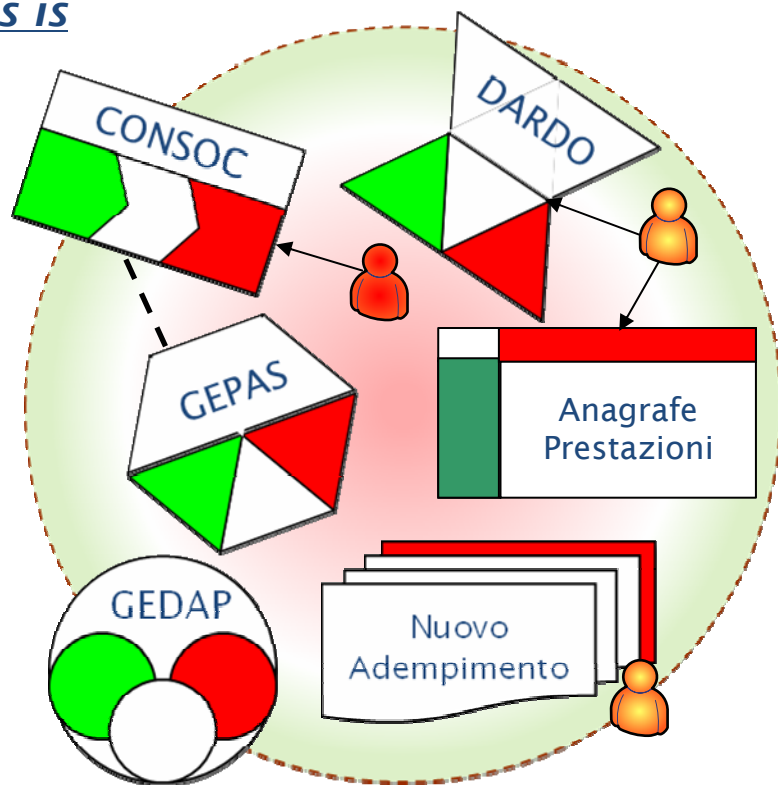 S IS
CONSOC
DARDO
GEPAS
Anagrafe
Prestazioni
GEDAP
Nuovo
Adempimento